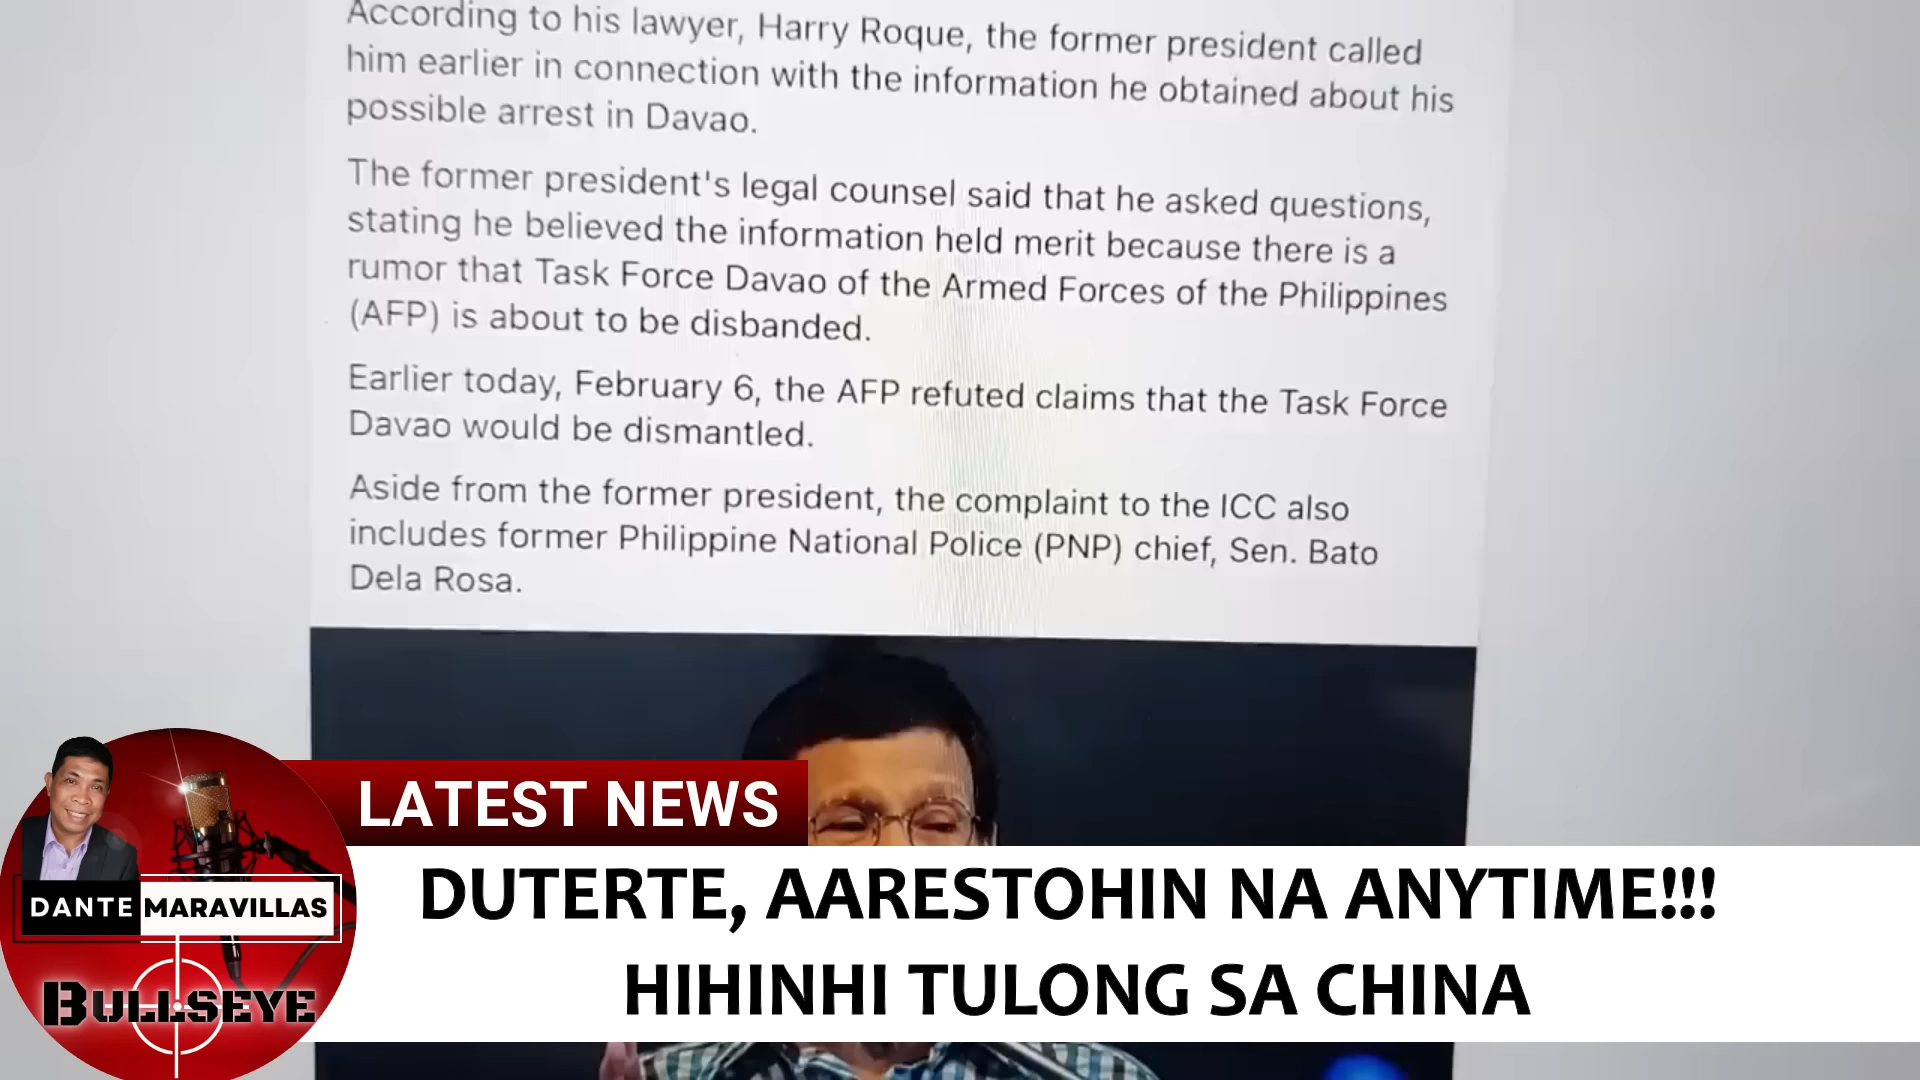 According to his lawyer, Harry Roque, the former president called
him earlier in connection with the information he obtained about his
possible arrest in Davao.
The former president's legal counsel said that he asked questions,
stating he believed the information held merit because there is a
rumor that Task Force Davao of the Armed Forces of the Philippines
(AFP) is about to be disbanded.
Earlier today, February 6, the AFP refuted claims that the Task Force
Davao would be dismantled.
Aside from the former president, the complaint to the ICC also
includes former Philippine National Police (PNP) chief, Sen. Bato
Dela Rosa.
LATEST NEWS
DUTERTE, AARESTOHIN NA ANYTIME!!!
HIHINHI TULONG SA CHINA
DANTE MARAVILLAS
BULLSEYE